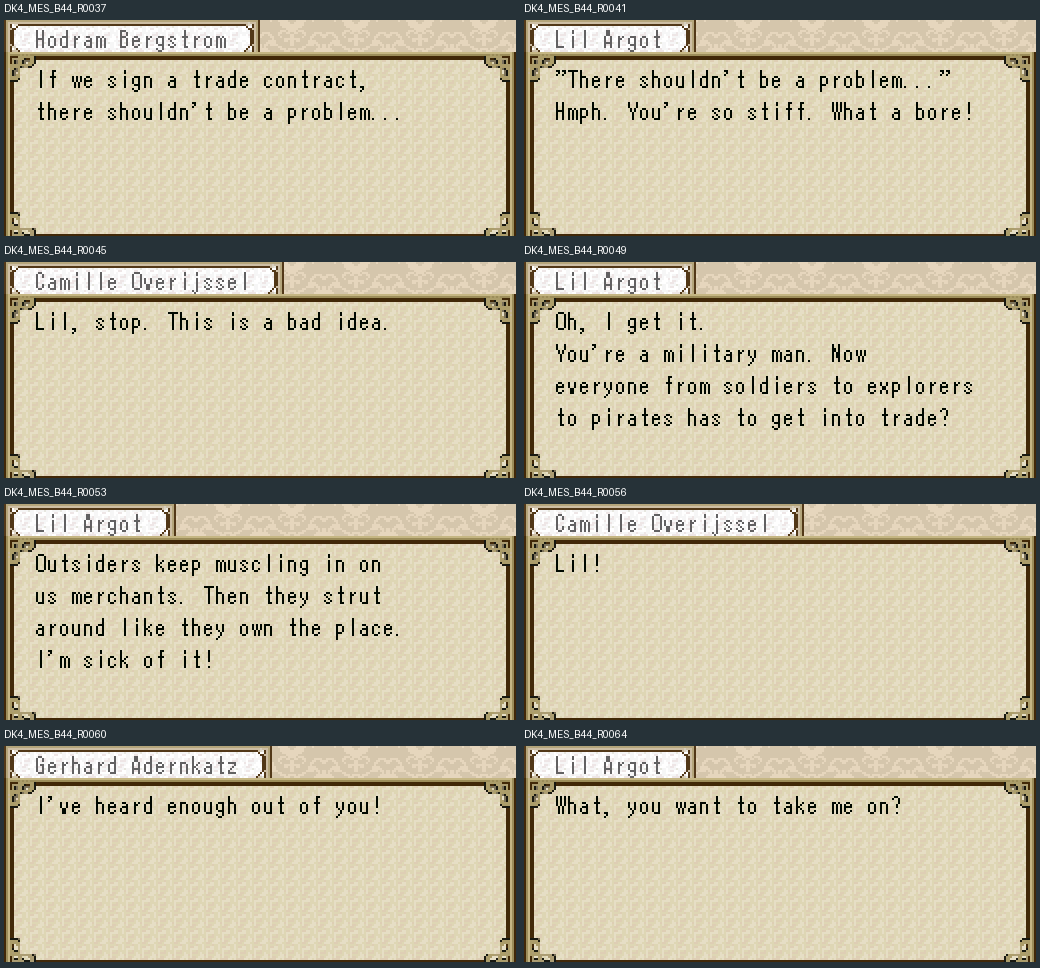 DK4_MES_B44_R0037
Hodram Bergstrom
If we sign a trade contract,
there shouldn't be a problem...
DK4_MES_B44_R0041
Lil Argot
"There shouldn't be a problem..."
Hmph. You're so stiff. What a bore!
DK4_MES_B44_R0045
Camille Overijssel
Lil, stop. This is a bad idea.
DK4_MES_B44_R0049
Lil Argot
Oh, I get it.
You're a military man. Now
everyone from soldiers to explorers
to pirates has to get into trade?
DK4_MES_B44_R0053
Lil Argot
Outsiders keep muscling in on
us merchants. Then they strut
around like they own the place.
I'm sick of it!
DK4_MES_B44_R0056
Camille Overijssel
Lil!
DK4_MES_B44_R0060
Gerhard Adernkatz
I've heard enough out of you!
DK4_MES_B44_R0064
Lil Argot
What, you want to take me on?